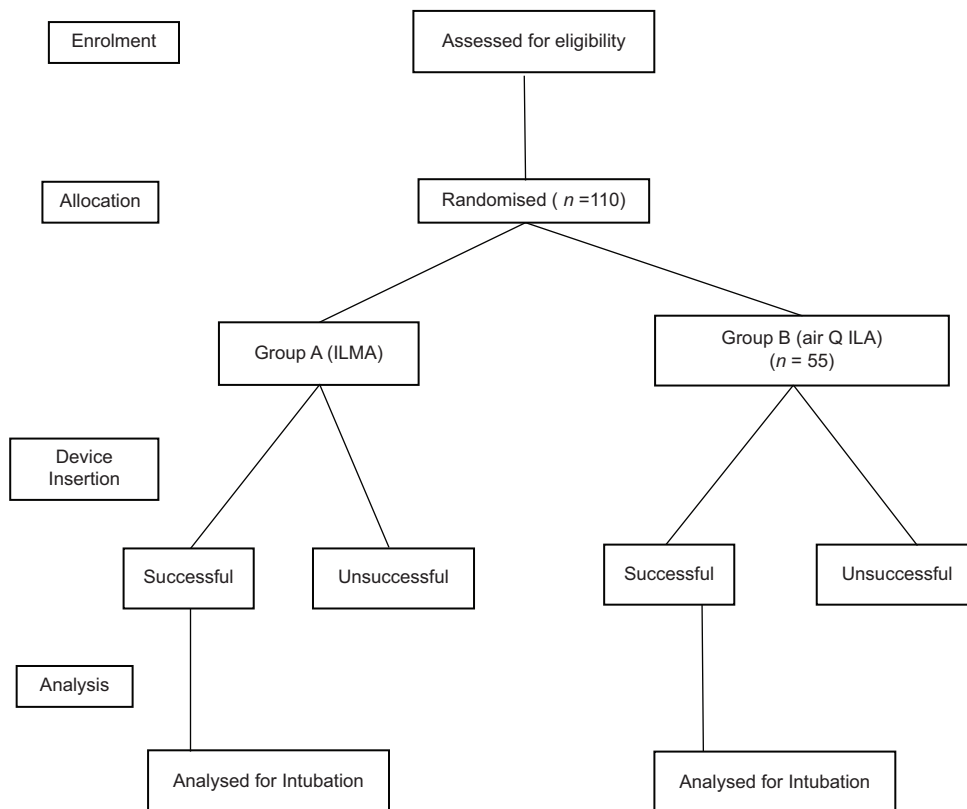 Enrolment
Assessed for eligibility
Allocation
Randomised ( n =110)
Group A (ILMA)
Group B (air Q ILA)
(n = 55)
Device
Insertion
Successful
Unsuccessful
Successful
Unsuccessful
Analysis
Analysed for Intubation
Analysed for Intubation